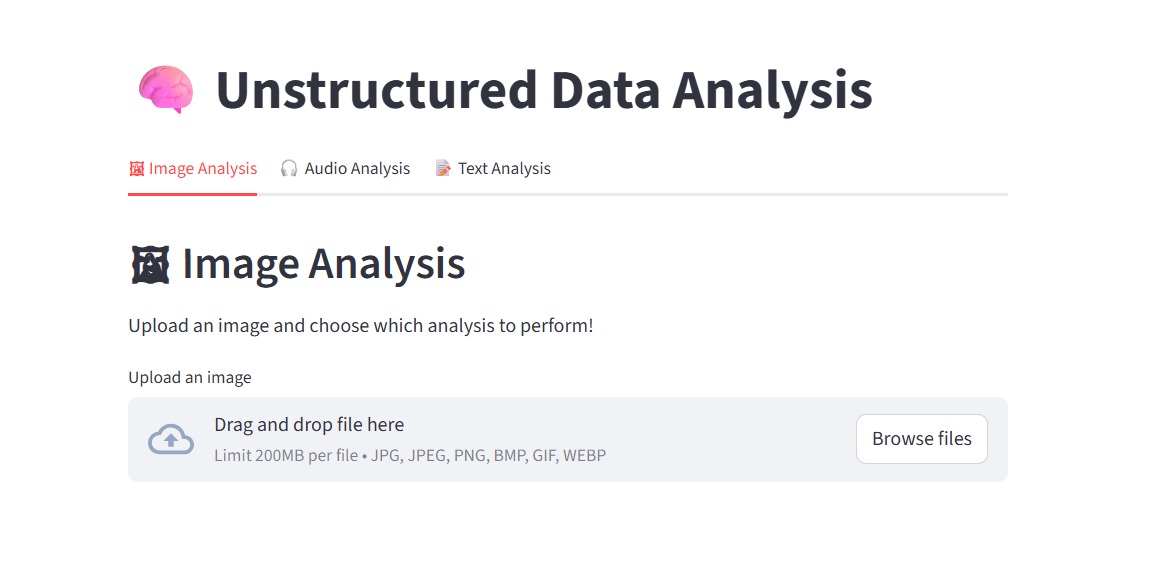 Unstructured Data Analysis
Image Analysis
Audio Analysis
Text Analysis
Image Analysis
Upload an image and choose which analysis to perform!
Upload an image
Drag and drop file here
Limit 200MB per file • JPG, JPEG, PNG, BMP, GIF, WEBP
Browse files